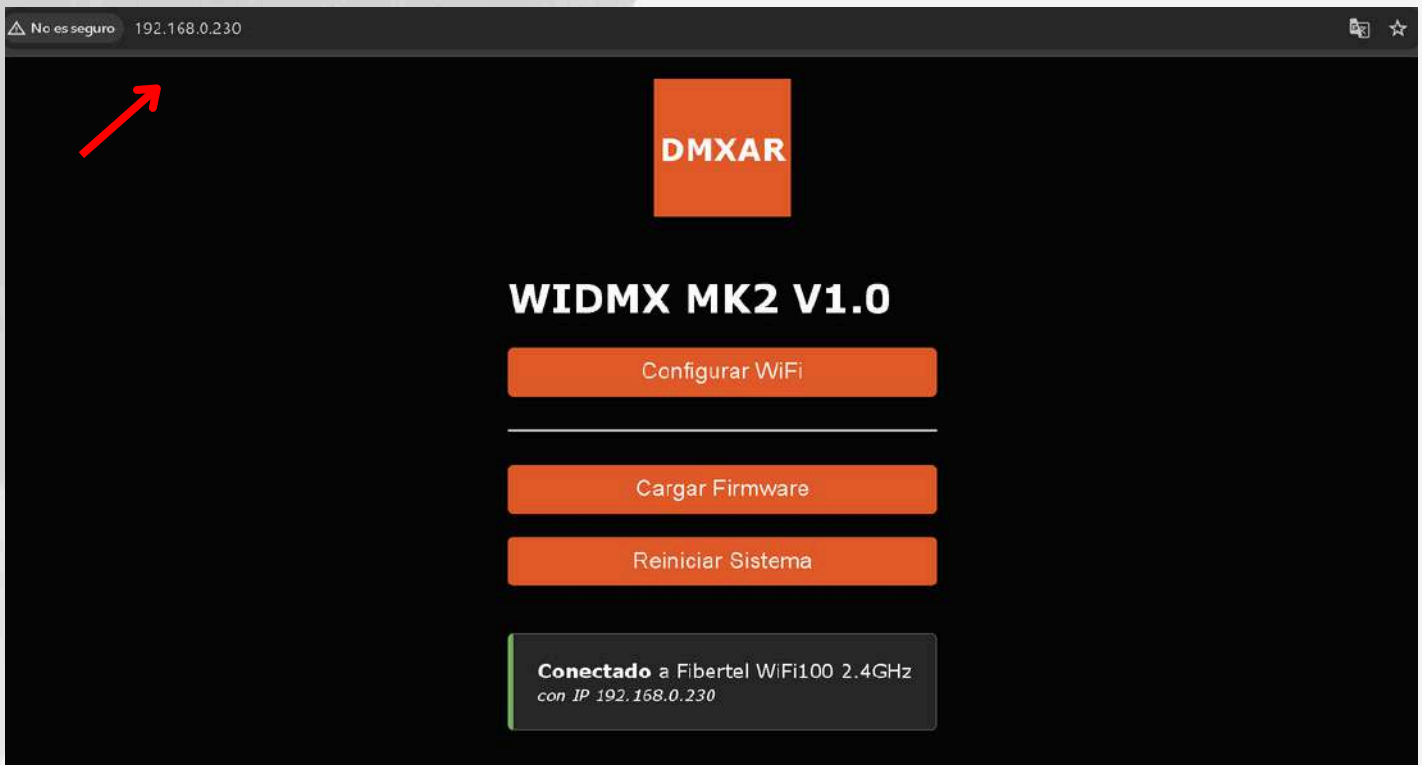 No es seguro 192.168.0.230
DMXAR
WIDMX MK2 V1.0
Configurar WiFi
Cargar Firmware
Reiniciar Sistema
Conectado a Fibertel WiFi100 2.4GHz
con IP 192.168.0.230